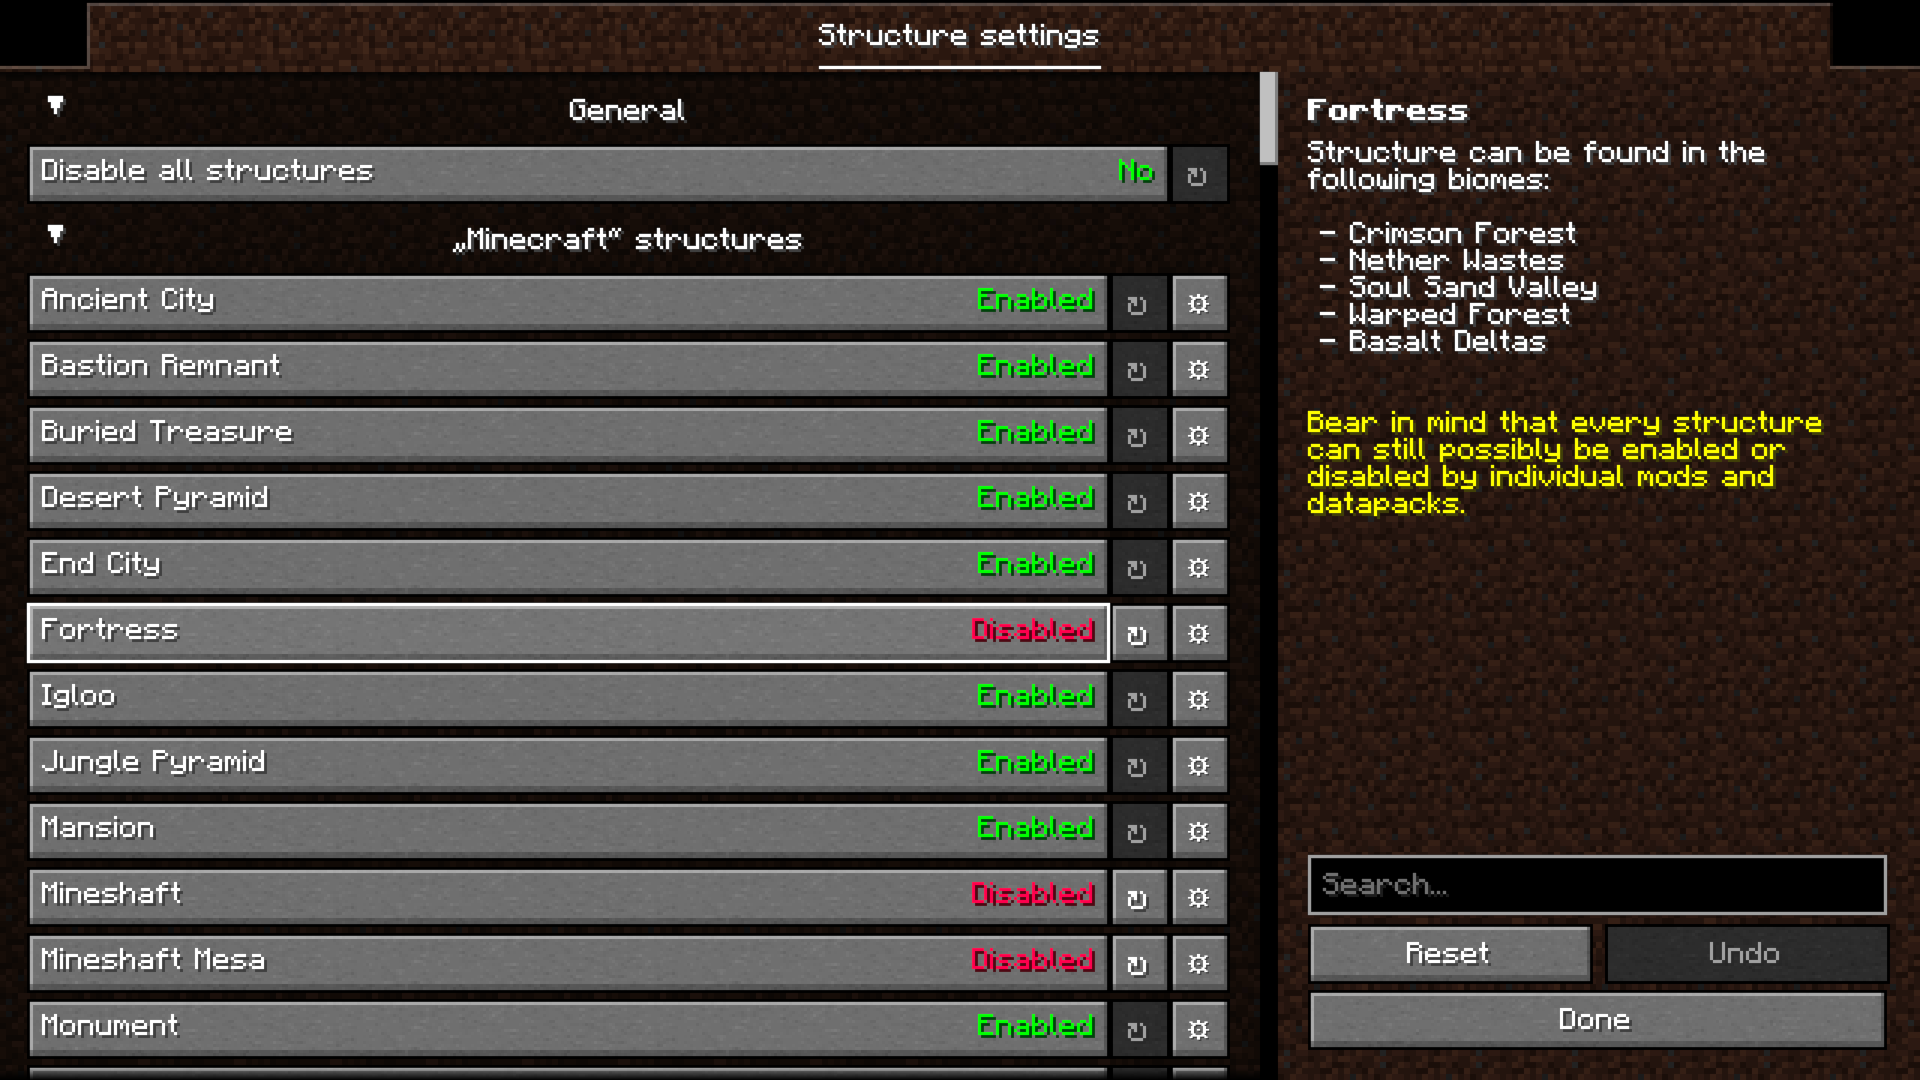 Structure settings
▼ General
Disable all structures No ↻
▼ „Minecraft“ structures
Ancient City Enabled ↻ ⚙
Bastion Remnant Enabled ↻ ⚙
Buried Treasure Enabled ↻ ⚙
Desert Pyramid Enabled ↻ ⚙
End City Enabled ↻ ⚙
Fortress Disabled ↻ ⚙
Igloo Enabled ↻ ⚙
Jungle Pyramid Enabled ↻ ⚙
Mansion Enabled ↻ ⚙
Mineshaft Disabled ↻ ⚙
Mineshaft Mesa Disabled ↻ ⚙
Monument Enabled ↻ ⚙
Fortress
Structure can be found in the
following biomes:
- Crimson Forest
- Nether Wastes
- Soul Sand Valley
- Warped Forest
- Basalt Deltas
Bear in mind that every structure
can still possibly be enabled or
disabled by individual mods and
datapacks.
Search...
Reset Undo
Done